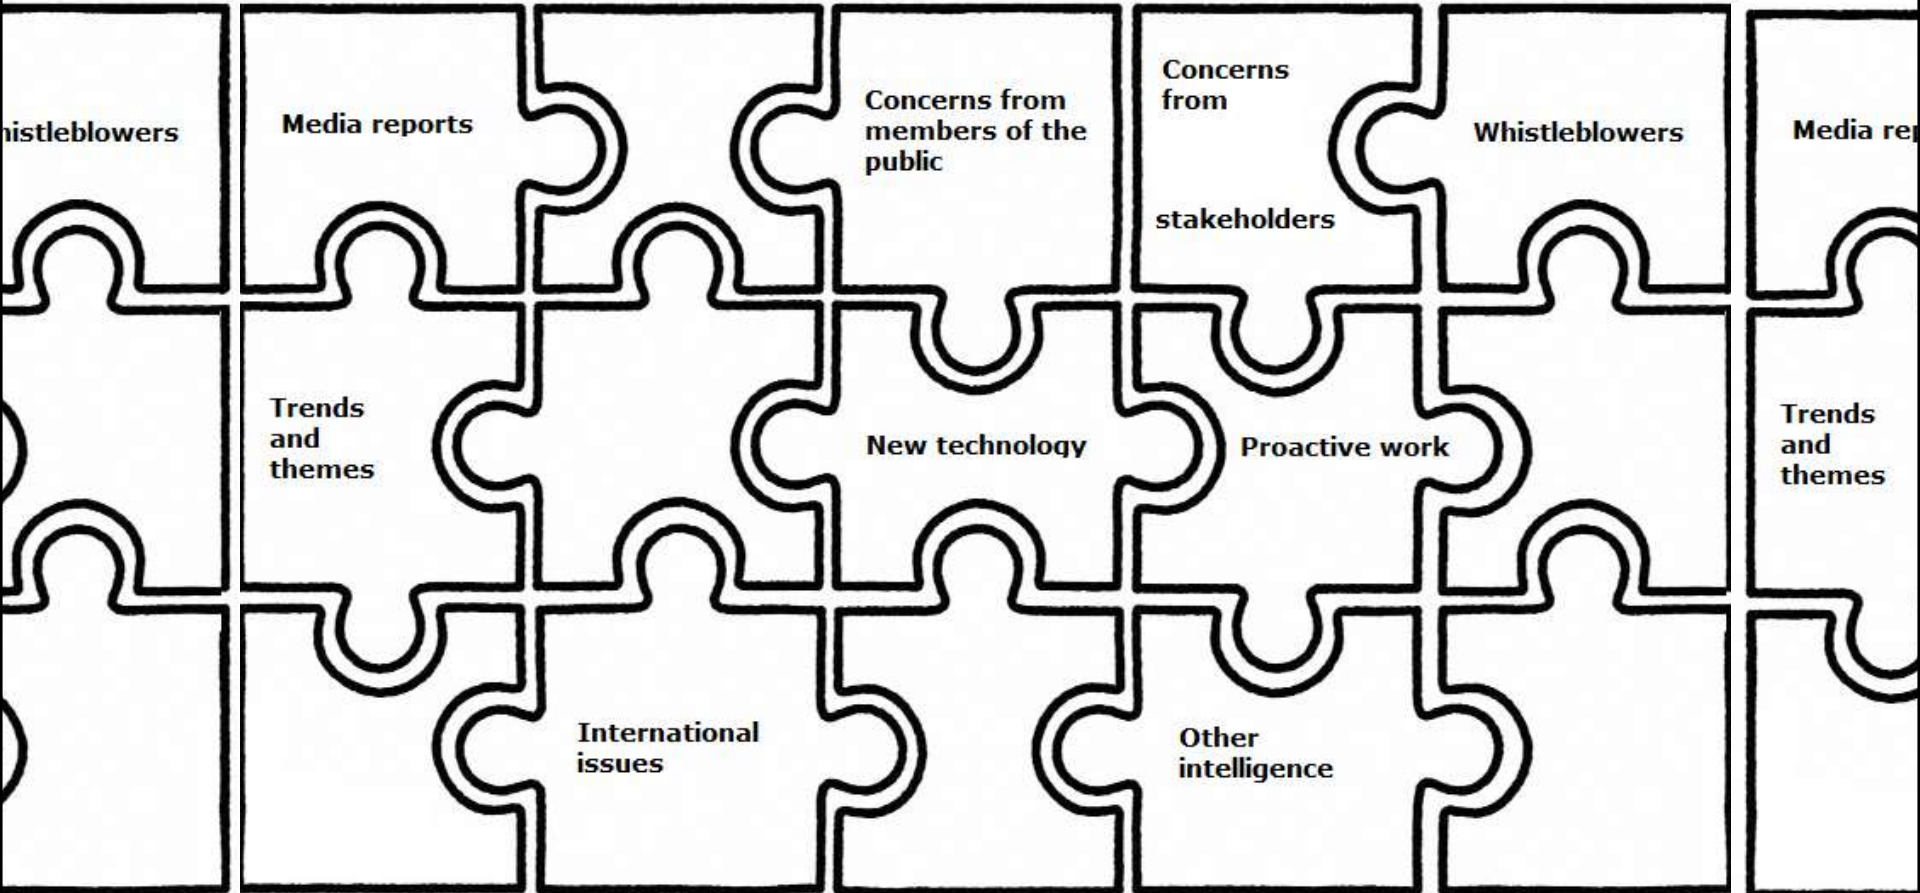 histleblowers
Media reports
Concerns from
members of the
public
Concerns
from
stakeholders
Whistleblowers
Media rep
Trends
and
themes
New technology
Proactive work
Trends
and
themes
International
issues
Other
intelligence